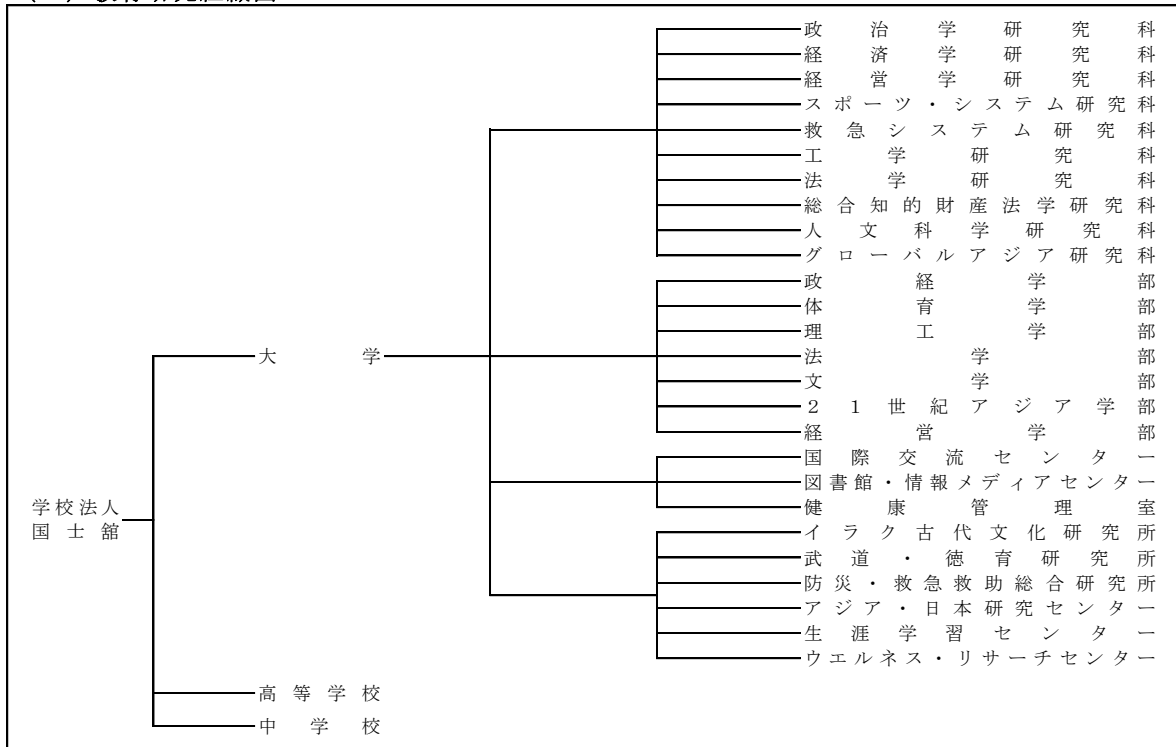 政治学研究科
経済学研究科
経営学研究科
スポーツ・システム研究科
救急システム研究科
工学研究科
法学研究科
総合知的財産法学研究科
人文科学研究科
グローバルアジア研究科
政経学部
体育学部
理工学部
大学
法学部
文学部
21世紀アジア学部
経営学部
国際交流センター
図書館・情報メディアセンター
学校法人
国士舘
健康管理室
イラク古代文化研究所
武道・徳育研究所
防災・救急救助総合研究所
アジア・日本研究センター
生涯学習センター
ウエルネス・リサーチセンター
高等学校
中学校